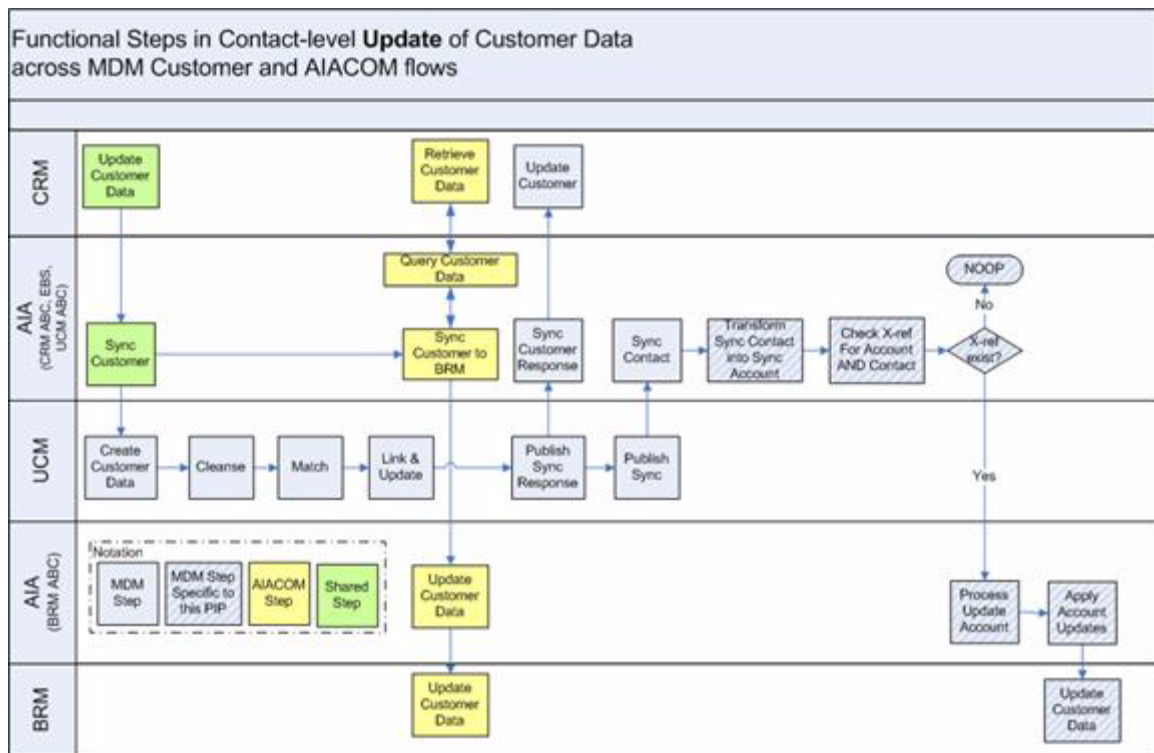 Functional Steps in Contact-level Update of Customer Data
across MDM Customer and AIACOM flows
CRM
Update
Customer
Data
Retrieve
Customer
Data
Update
Customer
AIA
(CRM ABC, EBS,
UCM ABC)
Query Customer
Data
NOOP
No
Sync
Customer
Sync
Customer to
BRM
Sync
Customer
Response
Sync
Contact
Transform
Sync Contact
into Sync
Account
Check X-ref
For Account
AND Contact
X-ref
exist?
UCM
Create
Customer
Data
Cleanse
Match
Link &
Update
Publish
Sync
Response
Publish
Sync
Yes
AIA
(BRM ABC)
Notation
MDM
Step
MDM Step
Specific to
this PIP
AIACOM
Step
Shared
Step
Update
Customer
Data
Process
Update
Account
Apply
Account
Updates
BRM
Update
Customer
Data
Update
Customer
Data